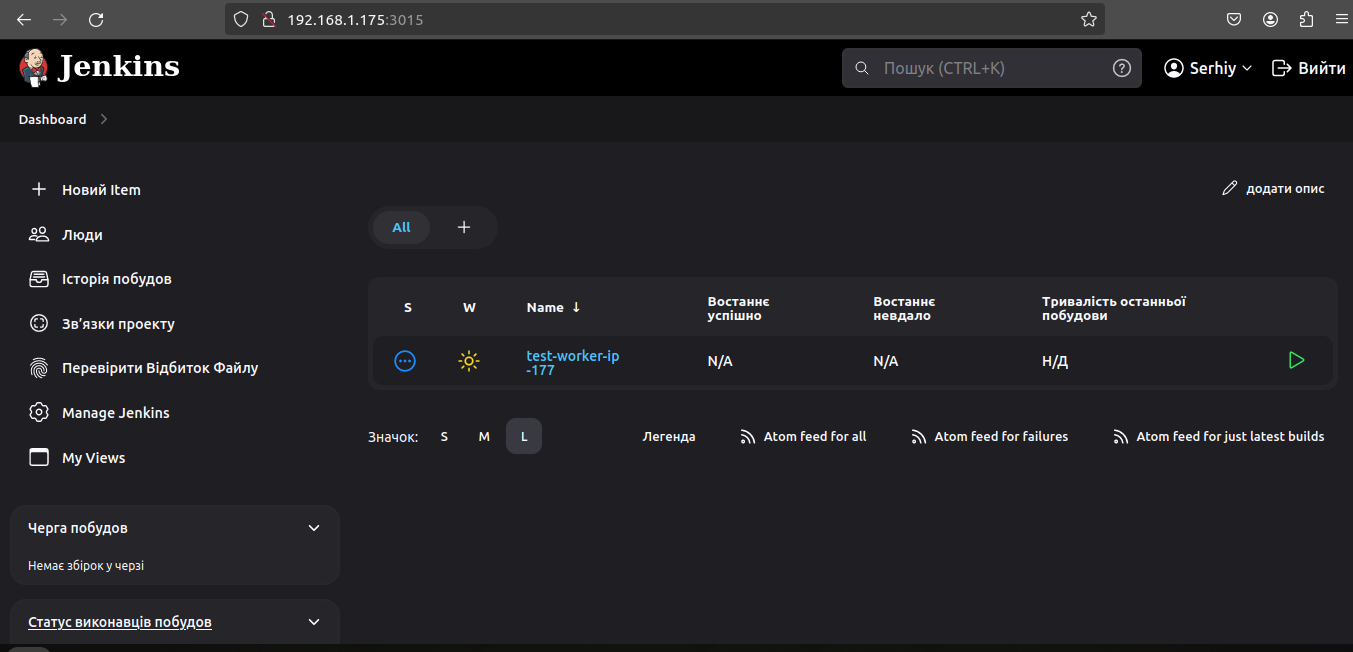 192.168.1.175:3015
Jenkins
Пошук (CTRL+K)
Serhiy
Вийти
Dashboard
Новий Item
Люди
Історія побудов
Зв’язки проекту
Перевірити Відбиток Файлу
Manage Jenkins
My Views
Черга побудов
Немає збірок у черзі
Статус виконавців побудов
додати опис
All
S W Name ↓ Востаннє успішно Востаннє невдало Тривалість останньої побудови
test-worker-ip
-177
N/A N/A Н/Д
Значок: S M L Легенда Atom feed for all Atom feed for failures Atom feed for just latest builds